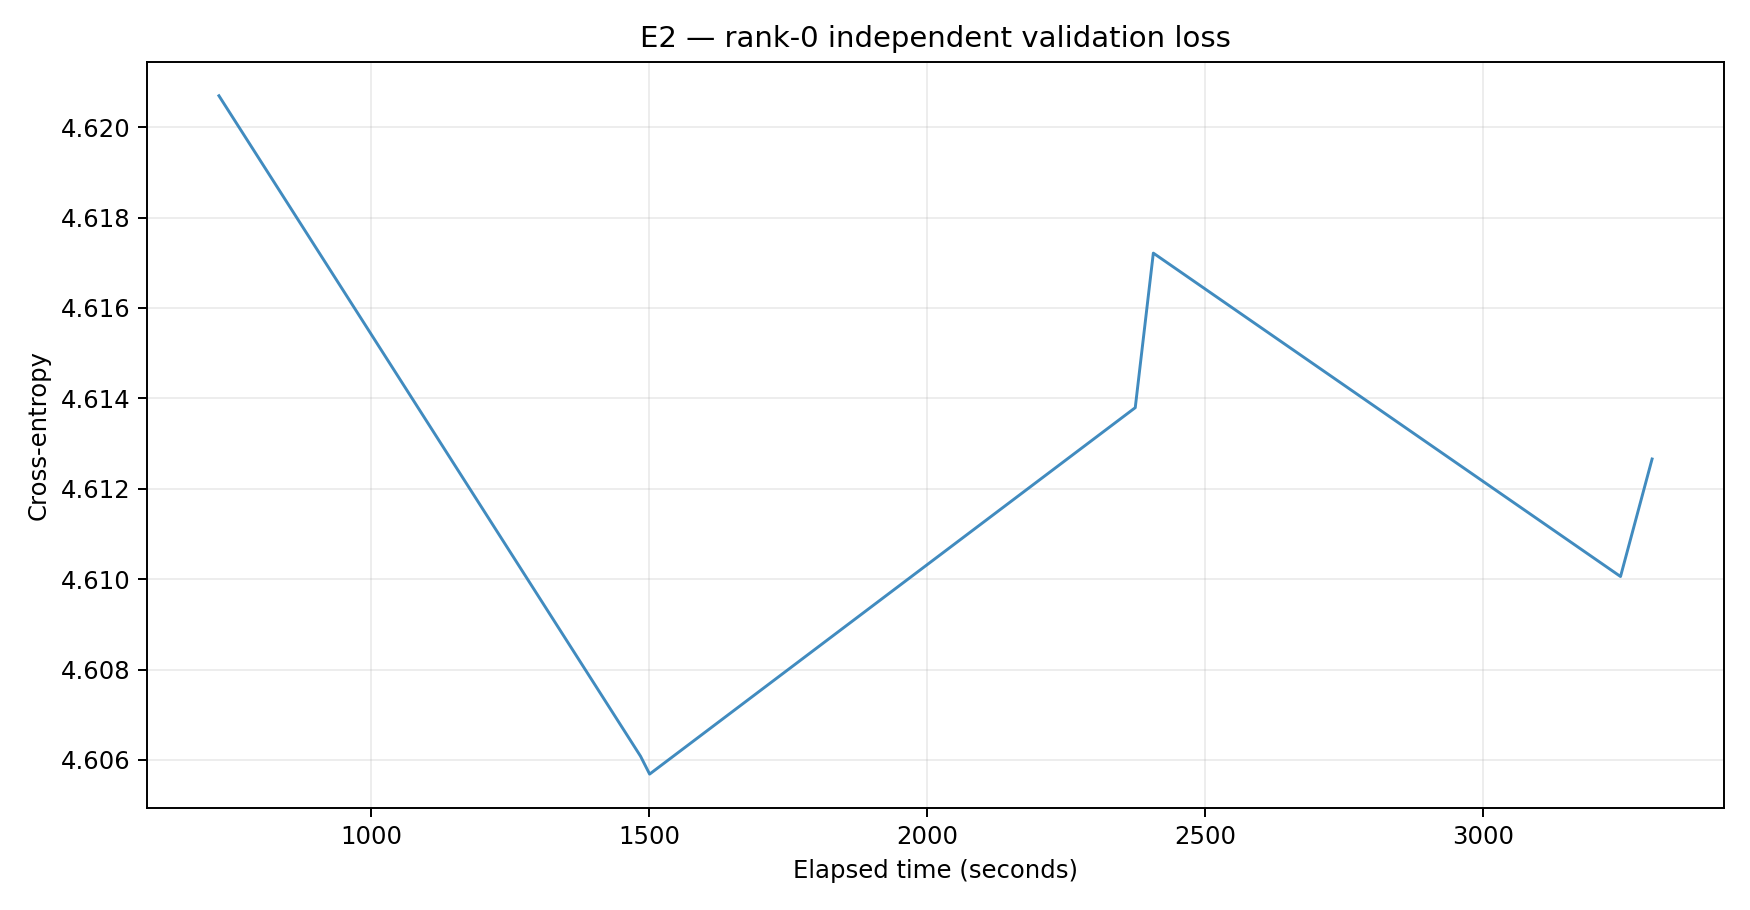 E2 — rank-0 independent validation loss
Cross-entropy
4.620
4.618
4.616
4.614
4.612
4.610
4.608
4.606
1000 1500 2000 2500 3000
Elapsed time (seconds)